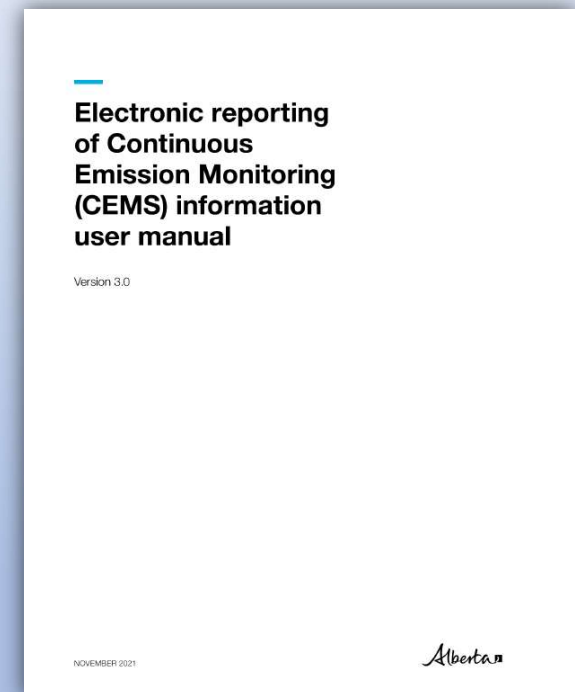 Electronic reporting
of Continuous
Emission Monitoring
(CEMS) information
user manual
Version 3.0
NOVEMBER 2021
Alberta